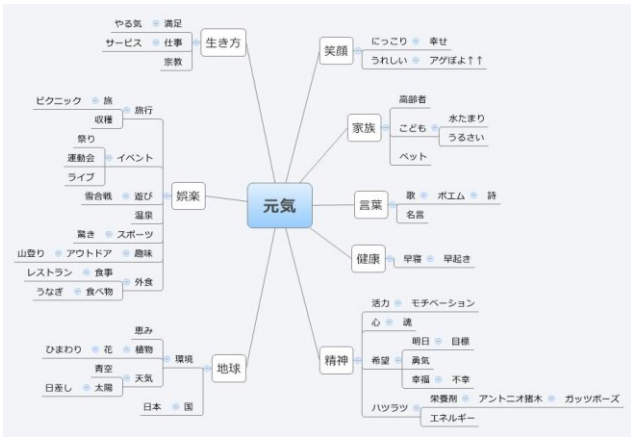 元気
笑顔
にっこり 幸せ
うれしい アゲぽよ↑↑
家族
高齢者
こども 水たまり
うるさい
ペット
言葉
歌 ポエム 詩
名言
健康
早寝 早起き
精神
活力 モチベーション
心 魂
希望 明日 目標
勇気
幸福 不幸
ハツラツ 栄養剤 アントニオ猪木 ガッツポーズ
エネルギー
生き方
やる気 満足
サービス 仕事
宗教
娯楽
ピクニック 旅 旅行
収穫
祭り
運動会 イベント
ライブ
雪合戦 遊び
温泉
驚き スポーツ
山登り アウトドア 趣味
レストラン 食事 外食
うなぎ 食べ物
地球
恵み
ひまわり 花 植物 環境
青空
日差し 太陽 天気
日本 国